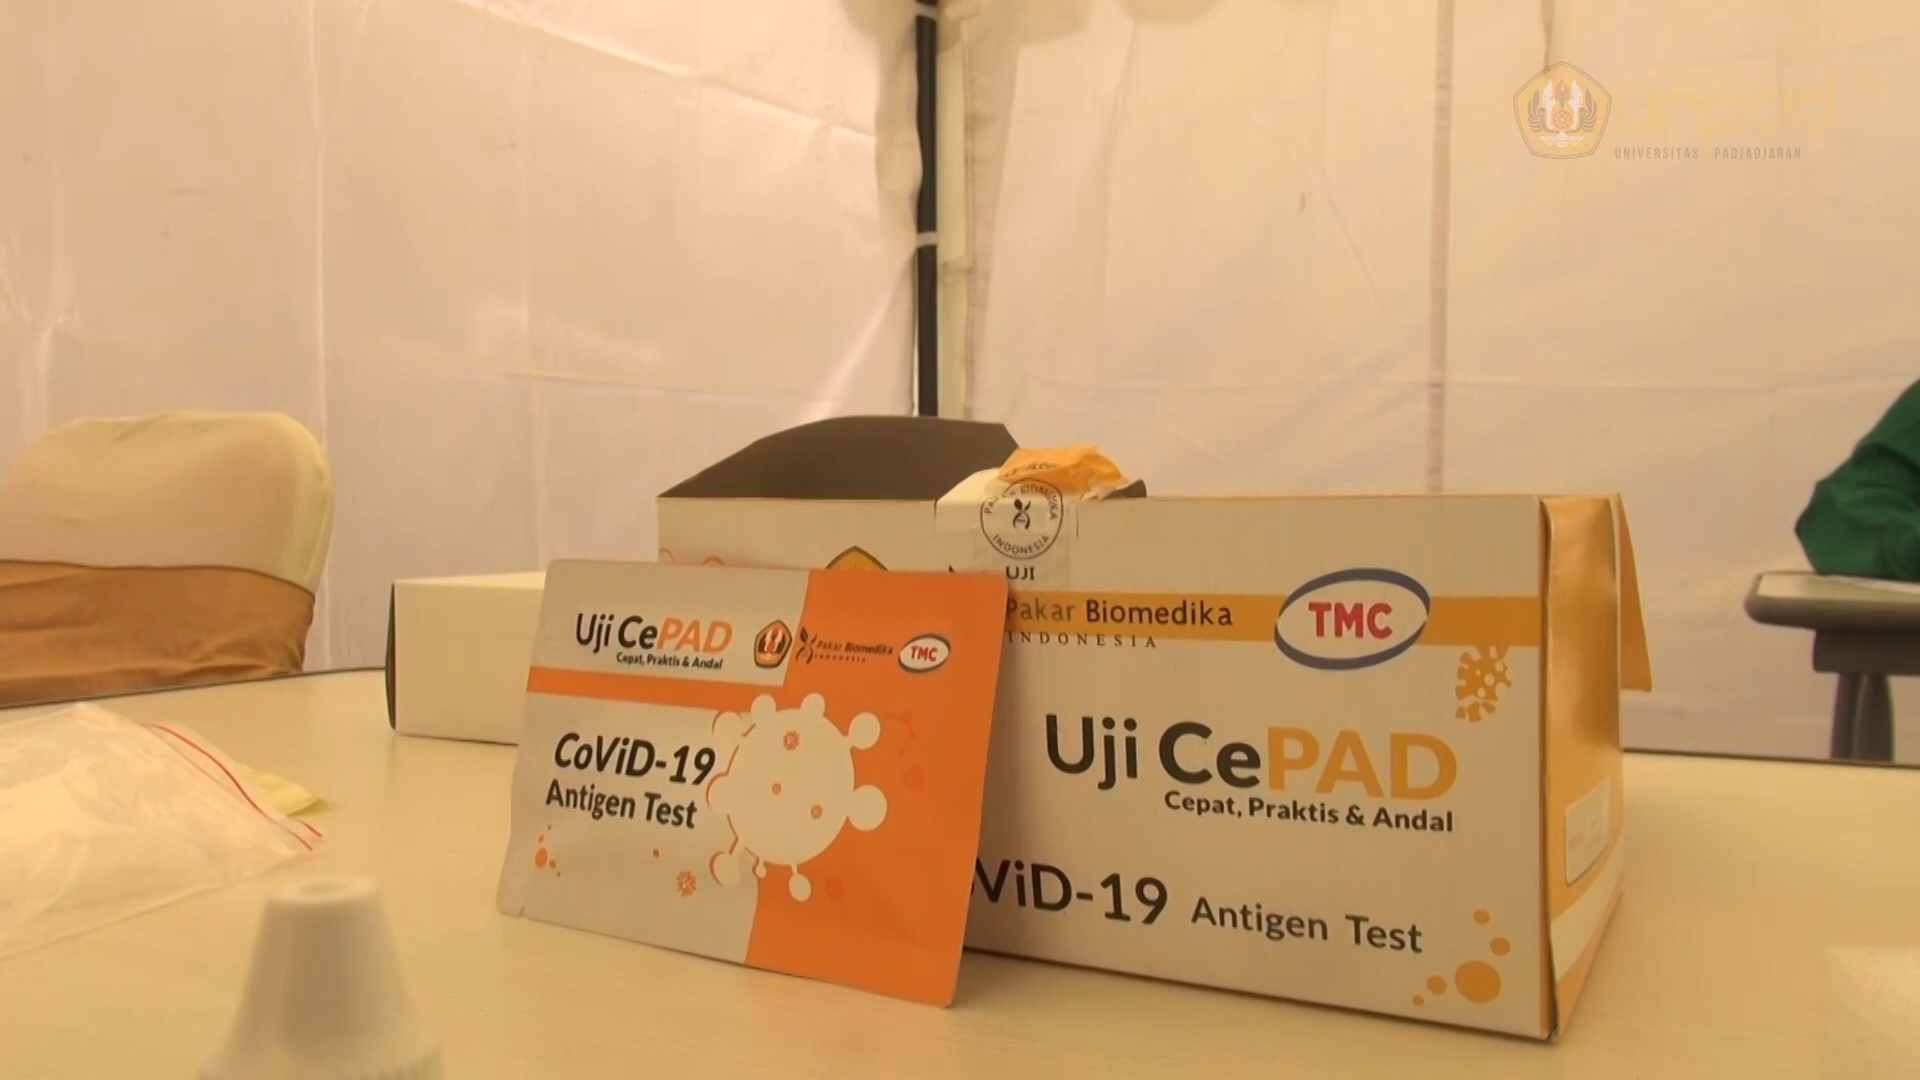 unpad
UNIVERSITAS PADJADJARAN
PAKAR BIOMEDIKA
INDONESIA
UJI
Pakar Biomedika
INDONESIA
TMC
Uji CePAD
Cepat, Praktis & Andal
ViD-19 Antigen Test
Uji CePAD
Cepat, Praktis & Andal
Pakar Biomedika
INDONESIA
TMC
CoViD-19
Antigen Test